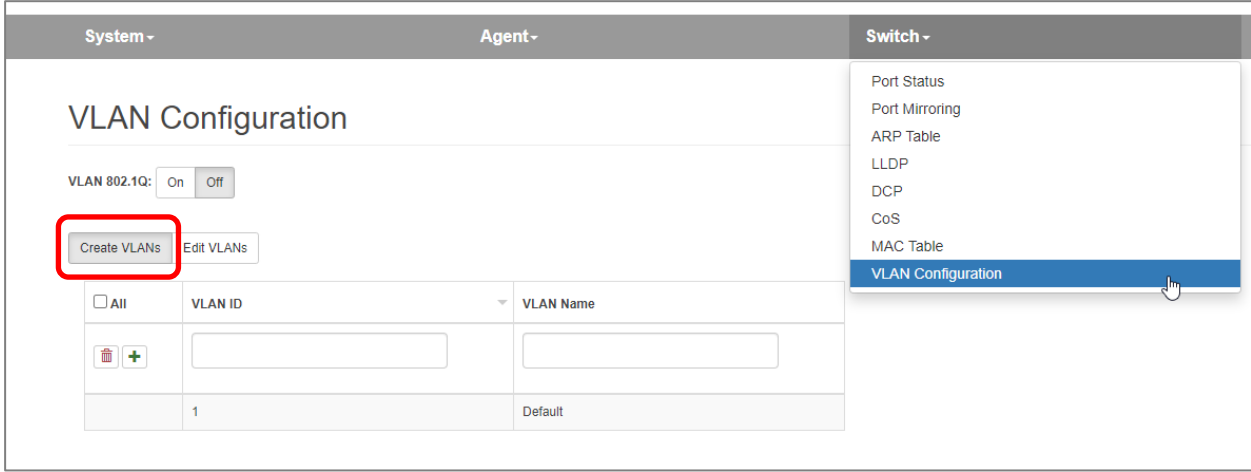 System
Agent
Switch
Port Status
Port Mirroring
ARP Table
LLDP
DCP
CoS
MAC Table
VLAN Configuration
VLAN Configuration
VLAN 802.1Q: On Off
Create VLANs Edit VLANs
All VLAN ID VLAN Name
1 Default